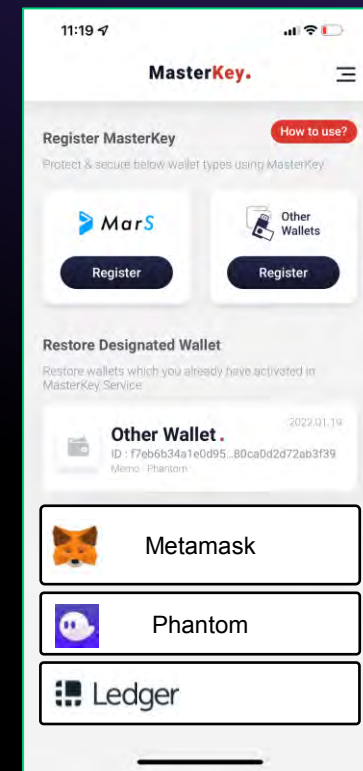 11:19
MasterKey.
Register MasterKey
How to use?
Protect & secure below wallet types using MasterKey
MarS
Other
Wallets
Register
Register
Restore Designated Wallet
Restore wallets which you already have activated in
MasterKey Service
2022.01.19
Other Wallet.
ID : f7eb6b34a1e0d95...80ca0d2d72ab3f39
Memo : Phantom
Metamask
Phantom
Ledger